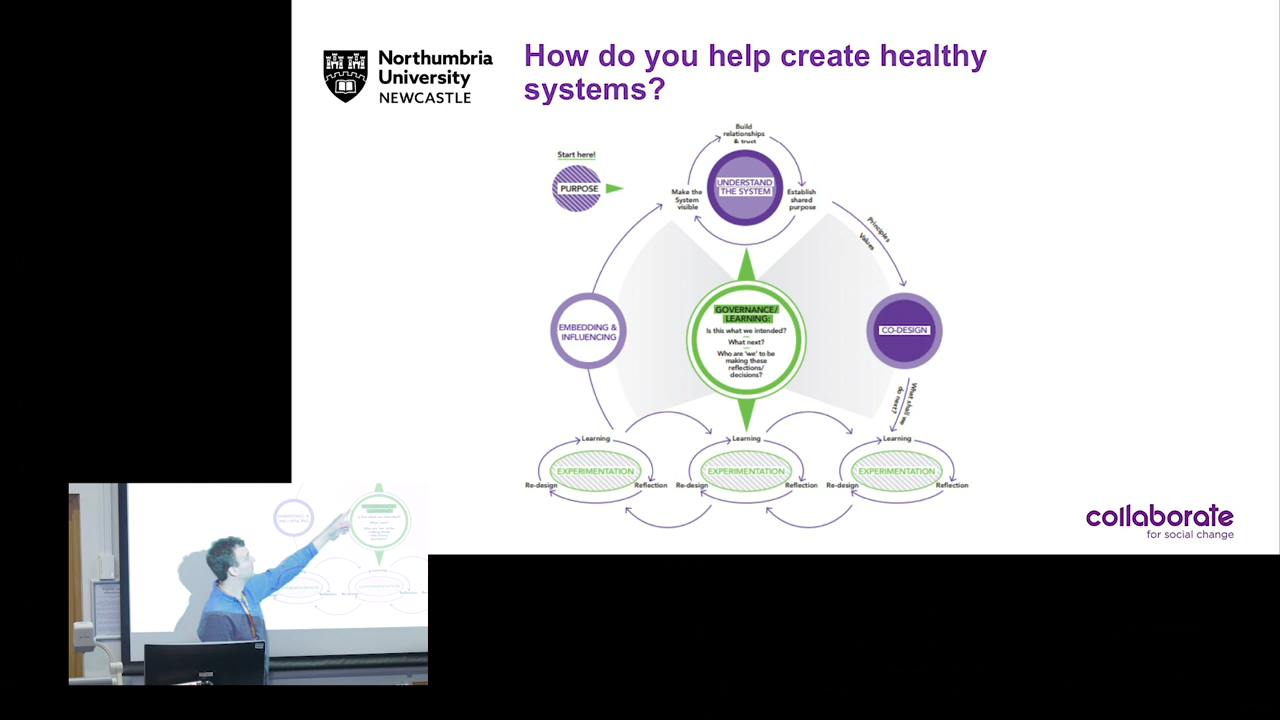 Northumbria
University
NEWCASTLE
How do you help create healthy
systems?
Build
relationships
& trust
Start here!
PURPOSE
UNDERSTAND
THE SYSTEM
Make the
System
visible
Establish
shared
purpose
Principles
Values
GOVERNANCE/
LEARNING:
Is this what we intended?
What next?
Who are 'we' to be
making these
reflections/
decisions?
EMBEDDING &
INFLUENCING
CO-DESIGN
What shall we
do next?
Learning
EXPERIMENTATION
Re-design
Reflection
Learning
EXPERIMENTATION
Re-design
Reflection
Learning
EXPERIMENTATION
Re-design
Reflection
collaborate
for social change